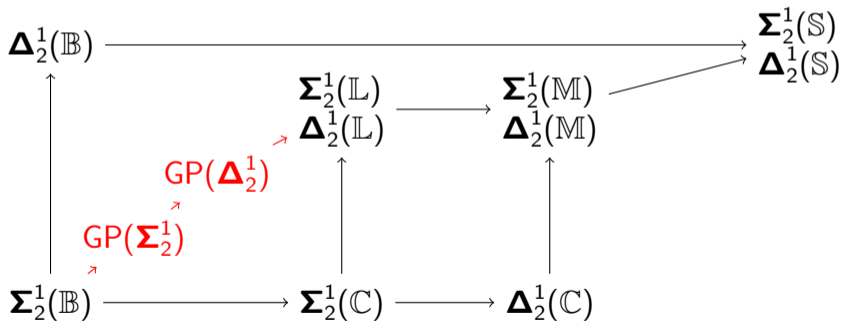 𝚫¹₂(𝔹)
𝚺¹₂(𝕊)
𝚫¹₂(𝕊)
𝚺¹₂(𝕃)
𝚫¹₂(𝕃)
𝚺¹₂(𝕄)
𝚫¹₂(𝕄)
GP(𝚫¹₂)
GP(𝚺¹₂)
𝚺¹₂(𝔹)
𝚺¹₂(ℂ)
𝚫¹₂(ℂ)